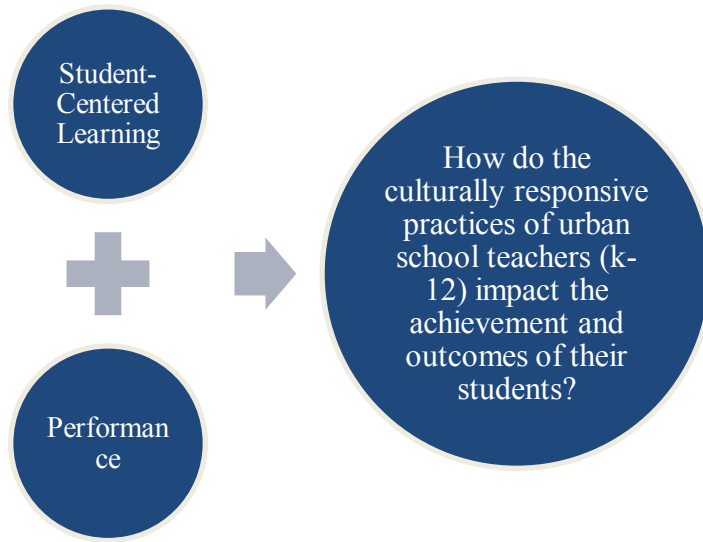 Student-
Centered
Learning
Performan
ce
How do the
culturally responsive
practices of urban
school teachers (k-
12) impact the
achievement and
outcomes of their
students?